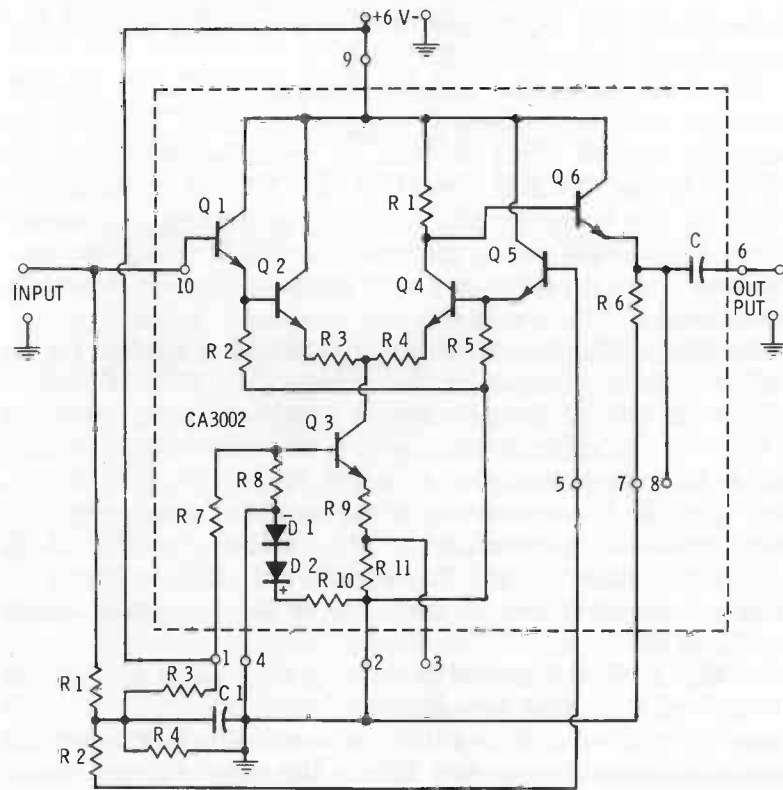 +6 V-
9
Q 1
R 1
Q 6
Q 5
C
6
10
Q 2
Q 4
INPUT
OUT
PUT
R 6
R 3
R 4
R 2
R 5
CA3002
Q 3
R 8
5
7
8
R 7
R 9
-
D 1
D 2
R 11
R 10
+
1
4
2
3
R 1
R 3
C 1
R 4
R 2